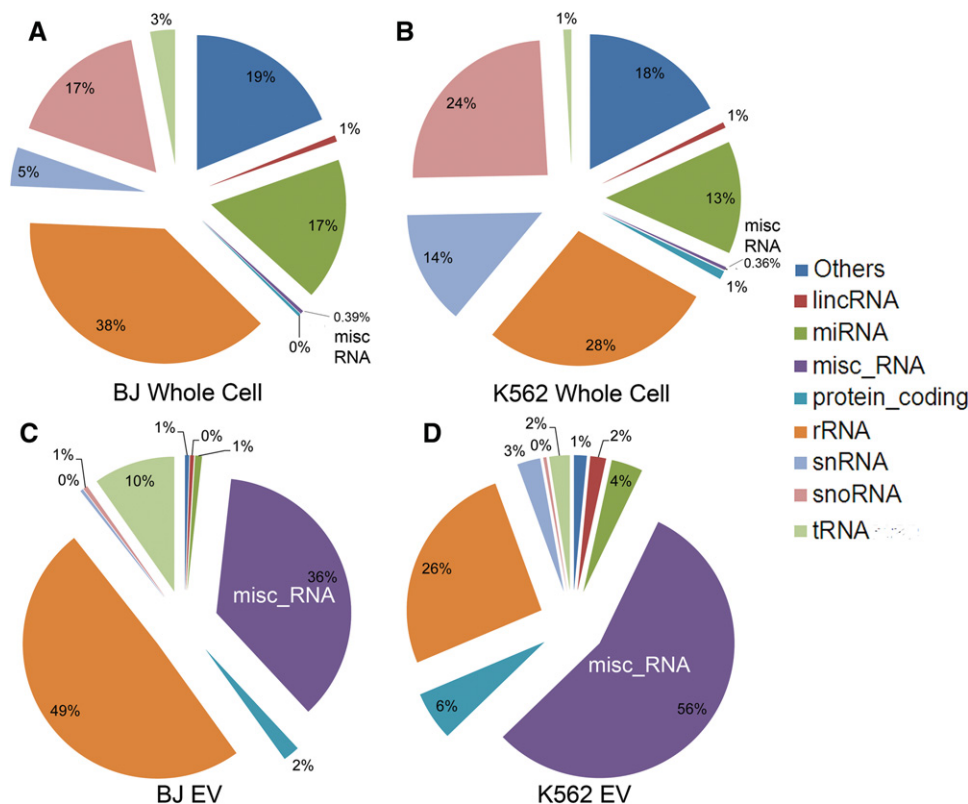 A
3%
19%
1%
17%
0.39%
misc
RNA
0%
38%
5%
17%
BJ Whole Cell
B
1%
18%
1%
13%
misc
RNA
0.36%
1%
28%
14%
24%
K562 Whole Cell
Others
lincRNA
miRNA
misc_RNA
protein_coding
rRNA
snRNA
snoRNA
tRNA
C
1%
0%
1%
36%
misc_RNA
2%
49%
0%
1%
10%
BJ EV
D
2%
1%
2%
4%
misc_RNA
56%
6%
26%
3%
0%
K562 EV